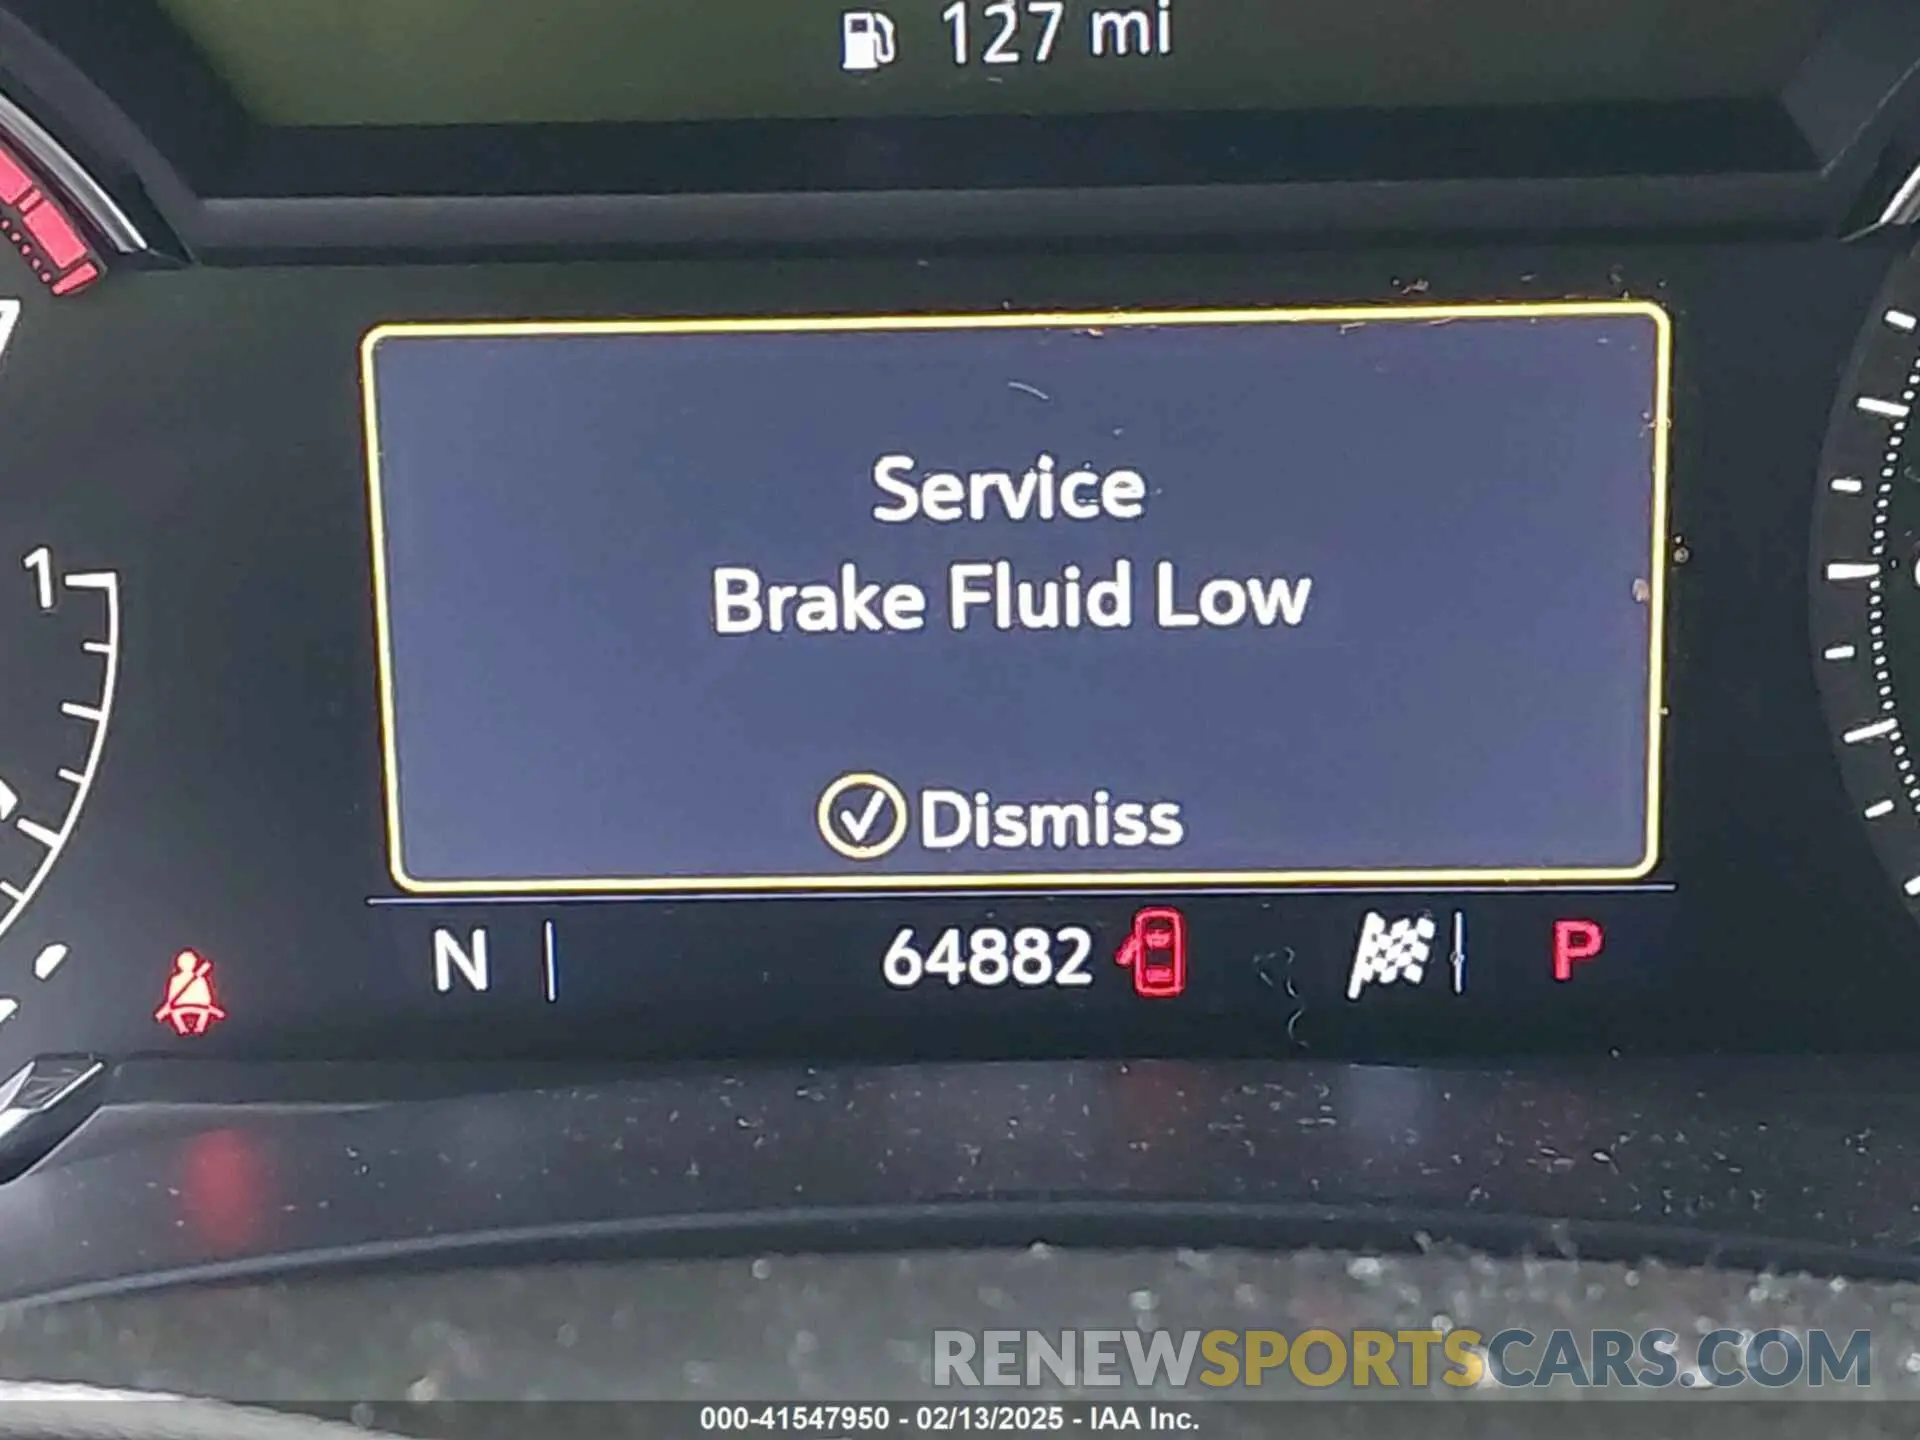 127 mi
Service
Brake Fluid Low
Dismiss
1
N
64882
P
RENEWSPORTSCARS.COM
000-41547950 - 02/13/2025 - IAA Inc.